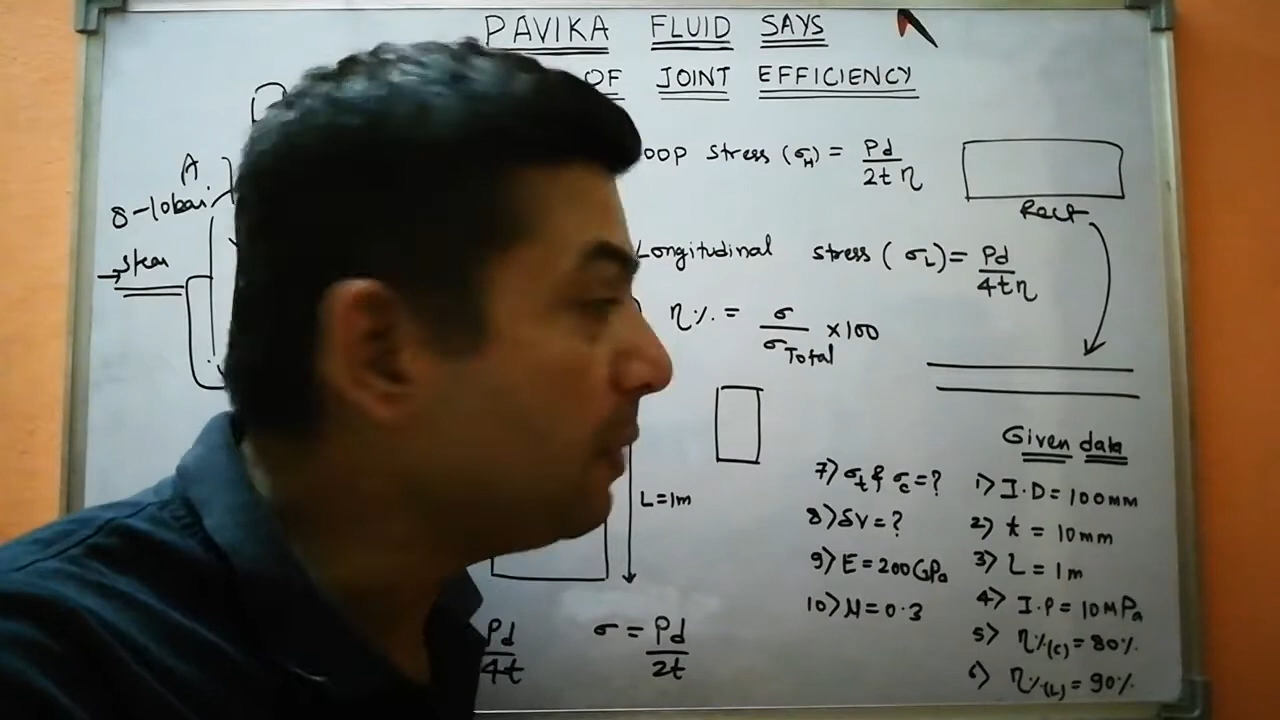 PAVIKA FLUID SAYS
OF JOINT EFFICIENCY
oop Stress (σH) = Pd / 2tη
Longitudinal stress (σL) = Pd / 4tη
η% = σ / σTotal ×100
A
8-10bar
Rect
L=1m
Pd / 4t
σ = Pd / 2t
7) σt & σc = ?
8) δV = ?
9) E = 200GPa
10) μ = 0.3
Given data
1) I.D = 100mm
2) t = 10mm
3) L = 1m
4) I.P = 10MPa
5) η%(c) = 80%
6) η%(L) = 90%